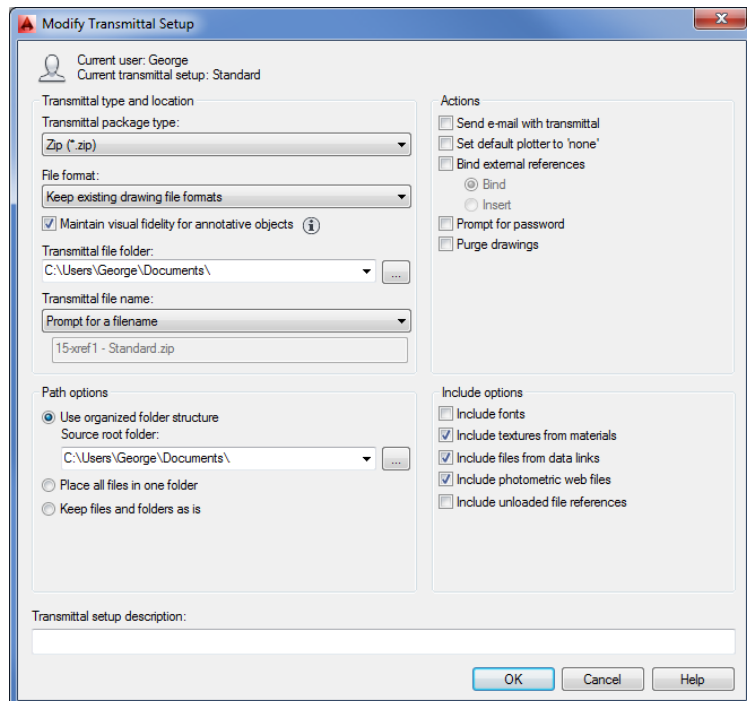 Modify Transmittal Setup
Current user: George
Current transmittal setup: Standard
Transmittal type and location
Transmittal package type:
Zip (*.zip)
File format:
Keep existing drawing file formats
Maintain visual fidelity for annotative objects
Transmittal file folder:
C:\Users\George\Documents\
...
Transmittal file name:
Prompt for a filename
15-xref1 - Standard.zip
Actions
Send e-mail with transmittal
Set default plotter to 'none'
Bind external references
Bind
Insert
Prompt for password
Purge drawings
Path options
Use organized folder structure
Source root folder:
C:\Users\George\Documents\
...
Place all files in one folder
Keep files and folders as is
Include options
Include fonts
Include textures from materials
Include files from data links
Include photometric web files
Include unloaded file references
Transmittal setup description:
OK
Cancel
Help